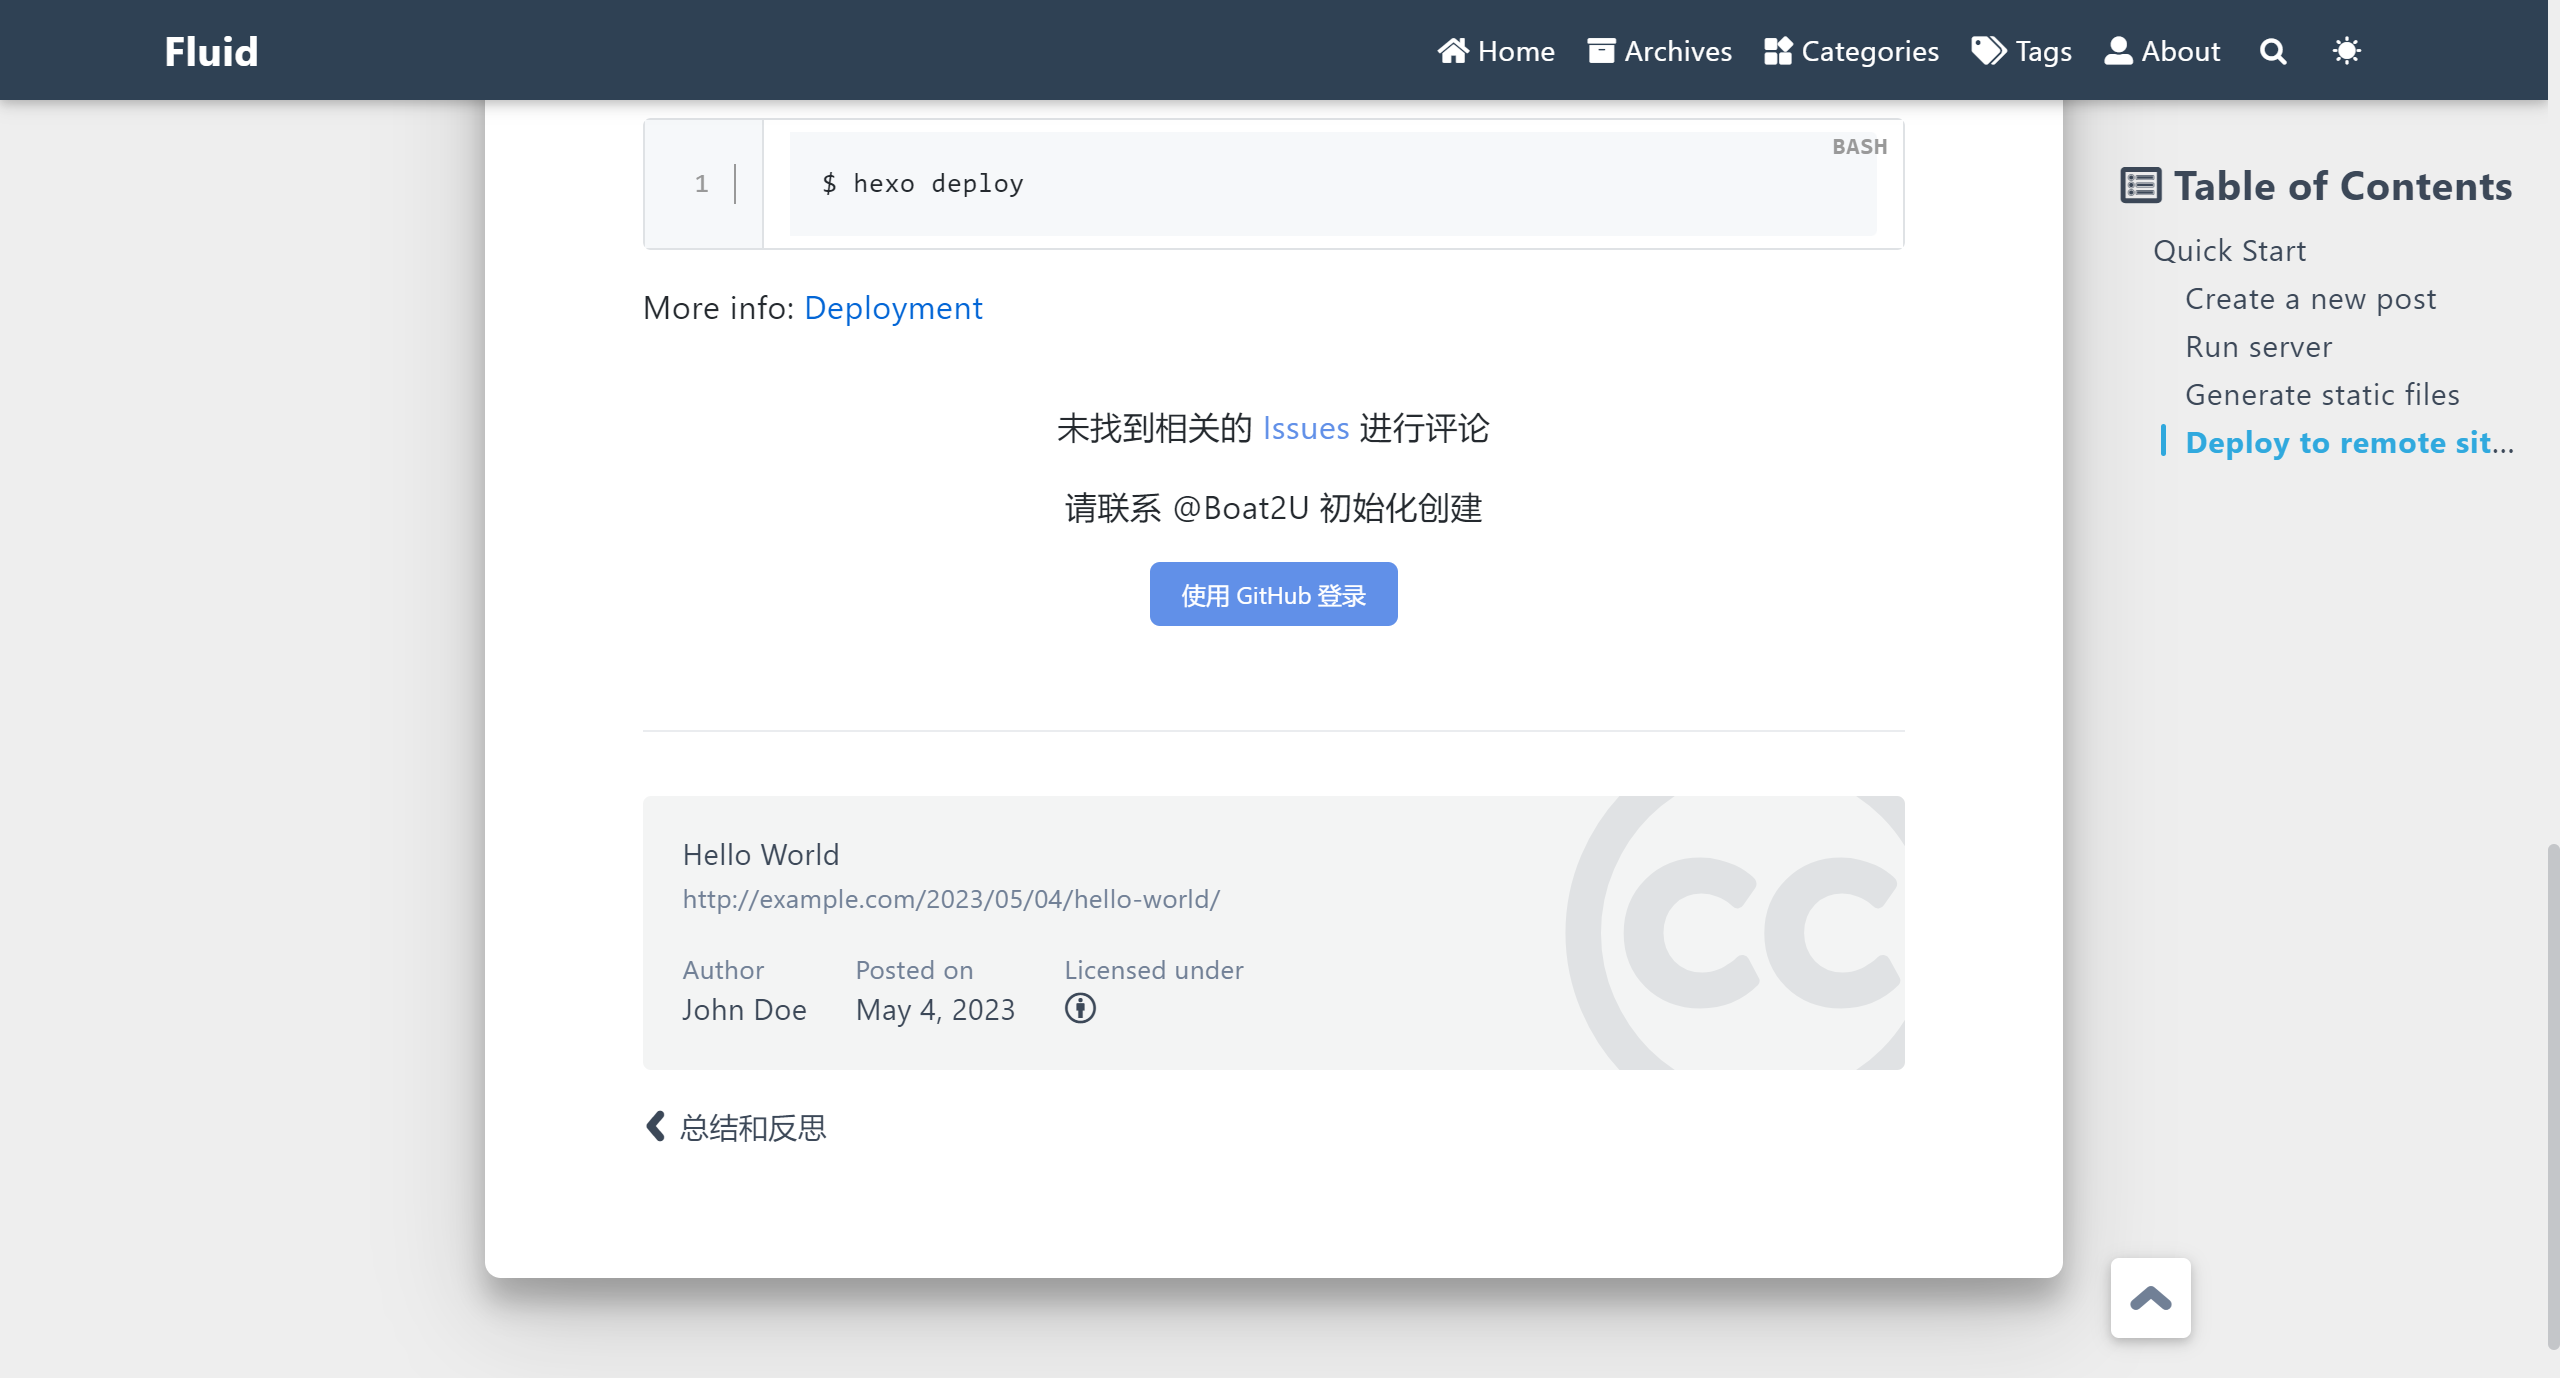 Fluid
Home Archives Categories Tags About
BASH
1 $ hexo deploy
More info: Deployment
未找到相关的 Issues 进行评论
请联系 @Boat2U 初始化创建
使用 GitHub 登录
Hello World
http://example.com/2023/05/04/hello-world/
Author Posted on Licensed under
John Doe May 4, 2023
cc
总结和反思
Table of Contents
Quick Start
Create a new post
Run server
Generate static files
Deploy to remote sit...